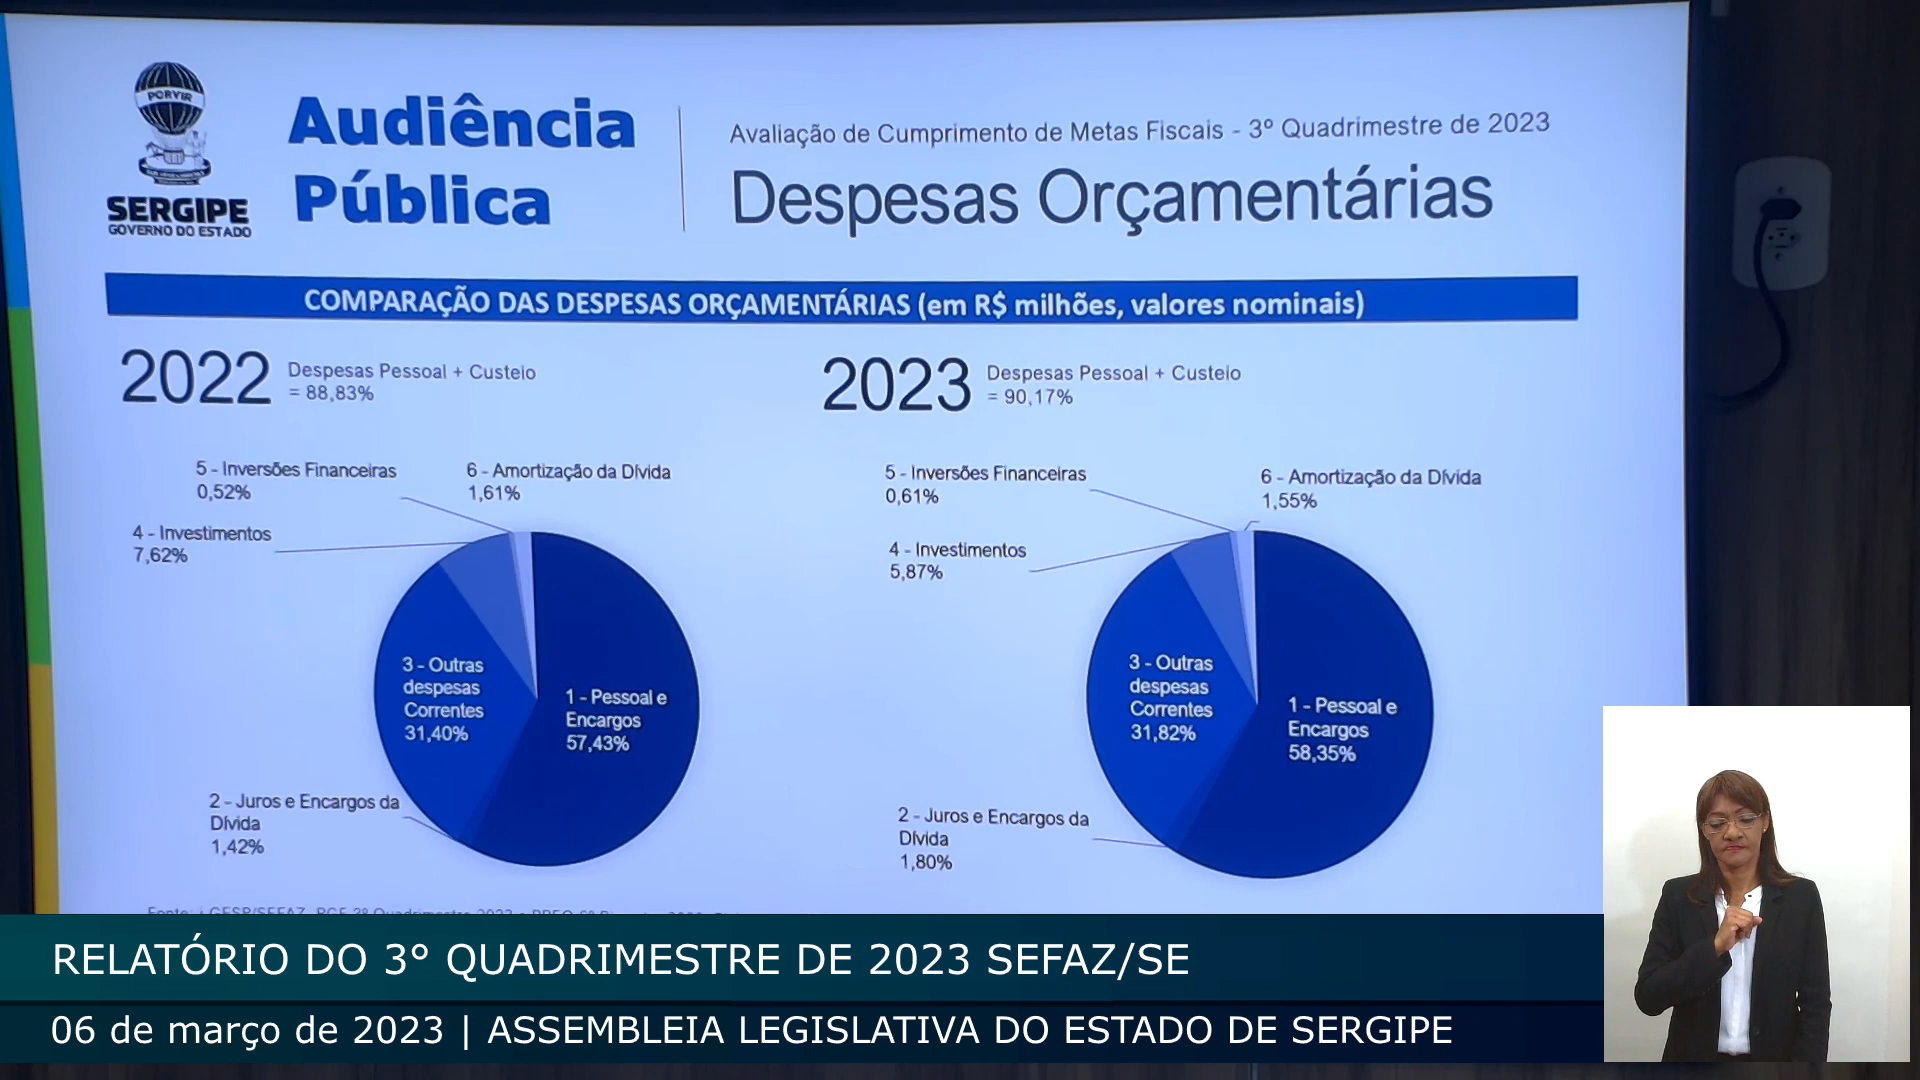 PORVIR
SERGIPE
GOVERNO DO ESTADO
Audiência
Pública
Avaliação de Cumprimento de Metas Fiscais - 3º Quadrimestre de 2023
Despesas Orçamentárias
COMPARAÇÃO DAS DESPESAS ORÇAMENTÁRIAS (em R$ milhões, valores nominais)
2022
Despesas Pessoal + Custeio
= 88,83%
5 - Inversões Financeiras
0,52%
6 - Amortização da Dívida
1,61%
4 - Investimentos
7,62%
3 - Outras
despesas
Correntes
31,40%
1 - Pessoal e
Encargos
57,43%
2 - Juros e Encargos da
Dívida
1,42%
2023
Despesas Pessoal + Custeio
= 90,17%
5 - Inversões Financeiras
0,61%
6 - Amortização da Dívida
1,55%
4 - Investimentos
5,87%
3 - Outras
despesas
Correntes
31,82%
1 - Pessoal e
Encargos
58,35%
2 - Juros e Encargos da
Dívida
1,80%
RELATÓRIO DO 3° QUADRIMESTRE DE 2023 SEFAZ/SE
06 de março de 2023 | ASSEMBLEIA LEGISLATIVA DO ESTADO DE SERGIPE